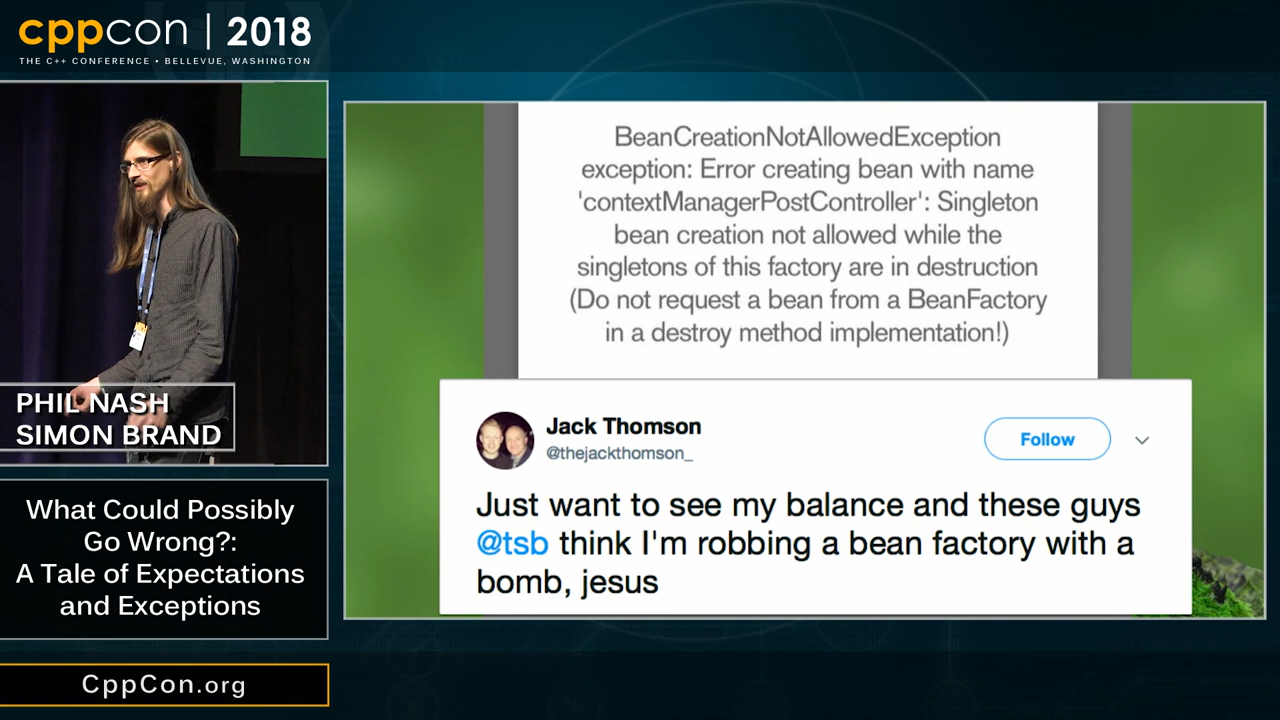 cppcon | 2018
THE C++ CONFERENCE • BELLEVUE, WASHINGTON
PHIL NASH
SIMON BRAND
What Could Possibly
Go Wrong?:
A Tale of Expectations
and Exceptions
CppCon.org
BeanCreationNotAllowedException
exception: Error creating bean with name
'contextManagerPostController': Singleton
bean creation not allowed while the
singletons of this factory are in destruction
(Do not request a bean from a BeanFactory
in a destroy method implementation!)
Jack Thomson
@thejackthomson_
Follow
Just want to see my balance and these guys
@tsb think I'm robbing a bean factory with a
bomb, jesus